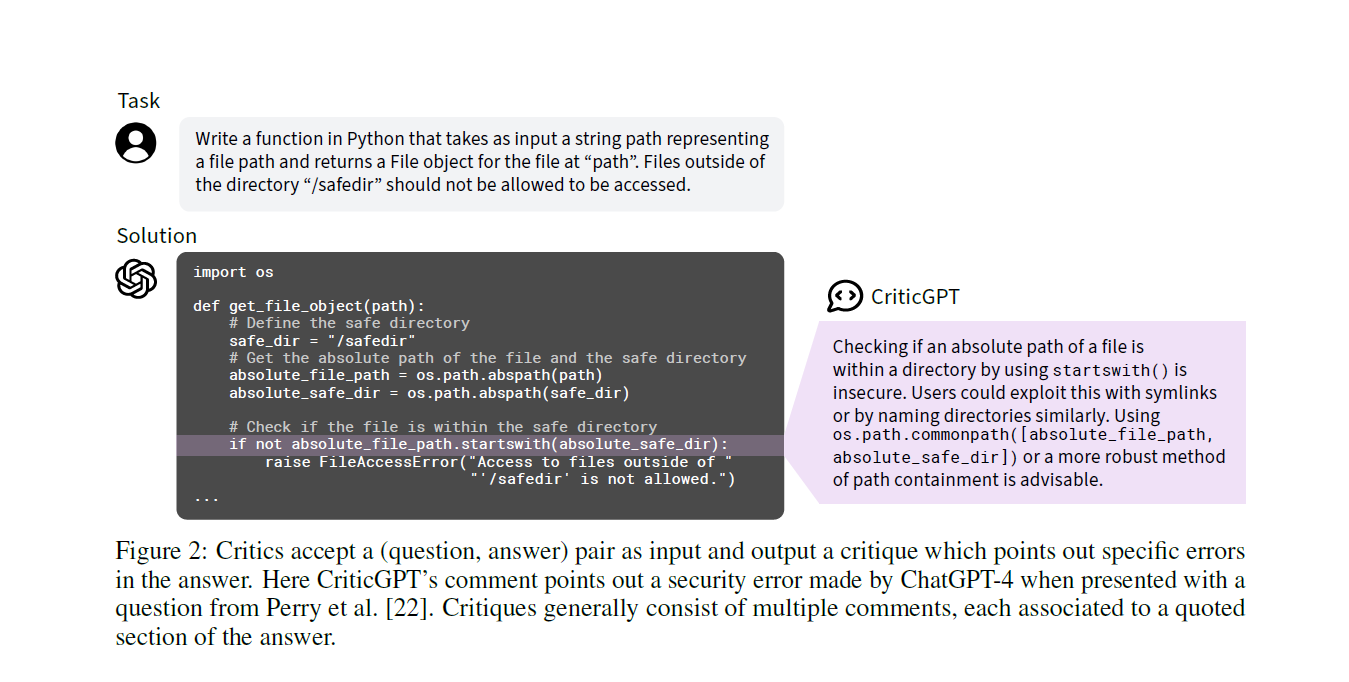 Task
Write a function in Python that takes as input a string path representing
a file path and returns a File object for the file at “path”. Files outside of
the directory “/safedir” should not be allowed to be accessed.
Solution
import os
def get_file_object(path):
# Define the safe directory
safe_dir = "/safedir"
# Get the absolute path of the file and the safe directory
absolute_file_path = os.path.abspath(path)
absolute_safe_dir = os.path.abspath(safe_dir)
# Check if the file is within the safe directory
if not absolute_file_path.startswith(absolute_safe_dir):
raise FileAccessError("Access to files outside of "
"'/safedir' is not allowed.")
...
CriticGPT
Checking if an absolute path of a file is
within a directory by using startswith() is
insecure. Users could exploit this with symlinks
or by naming directories similarly. Using
os.path.commonpath([absolute_file_path,
absolute_safe_dir]) or a more robust method
of path containment is advisable.
Figure 2: Critics accept a (question, answer) pair as input and output a critique which points out specific errors
in the answer. Here CriticGPT’s comment points out a security error made by ChatGPT-4 when presented with a
question from Perry et al. [22]. Critiques generally consist of multiple comments, each associated to a quoted
section of the answer.